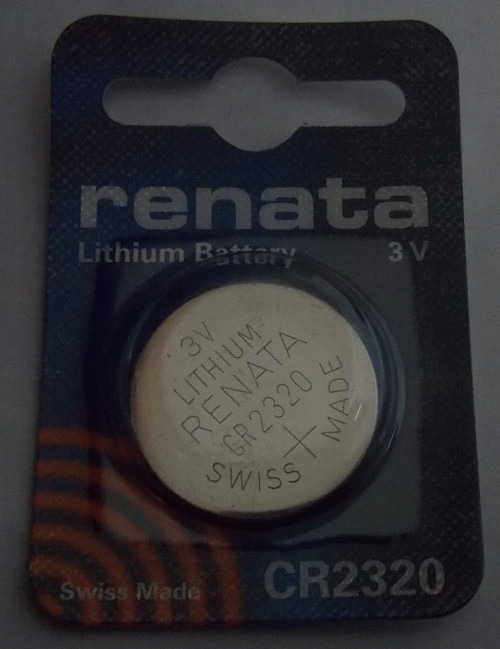 renata
Lithium Battery 3 V
3V
LITHIUM
RENATA
CR2320
SWISS MADE
Swiss Made CR2320